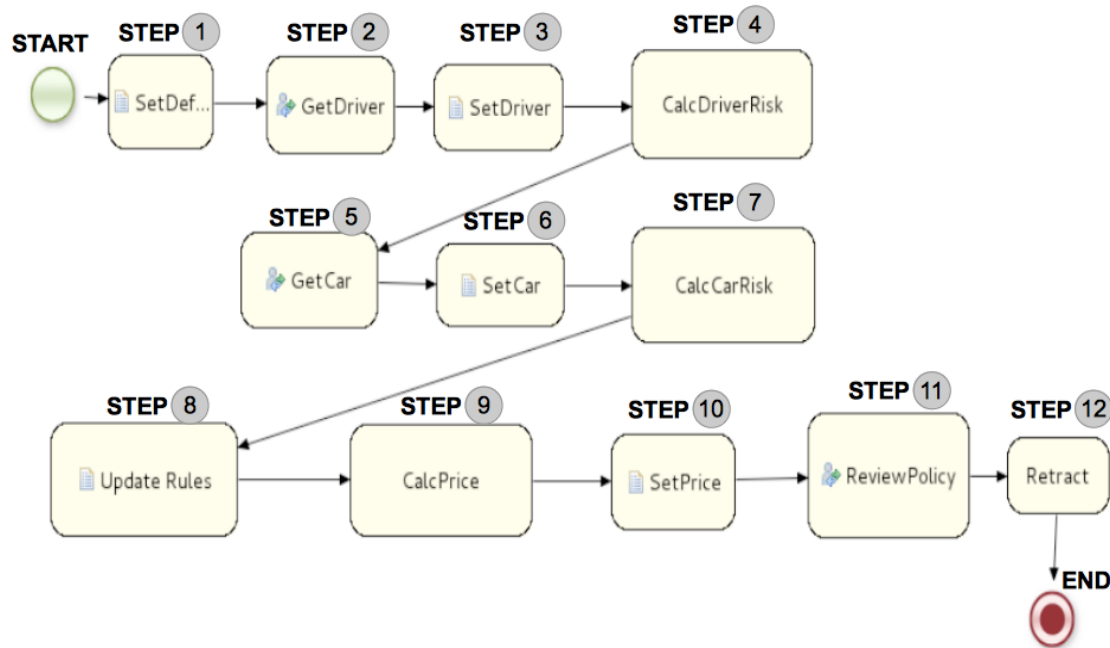 START
STEP 1
SetDef...
STEP 2
GetDriver
STEP 3
SetDriver
STEP 4
CalcDriverRisk
STEP 5
GetCar
STEP 6
SetCar
STEP 7
CalcCarRisk
STEP 8
Update Rules
STEP 9
CalcPrice
STEP 10
SetPrice
STEP 11
ReviewPolicy
STEP 12
Retract
END